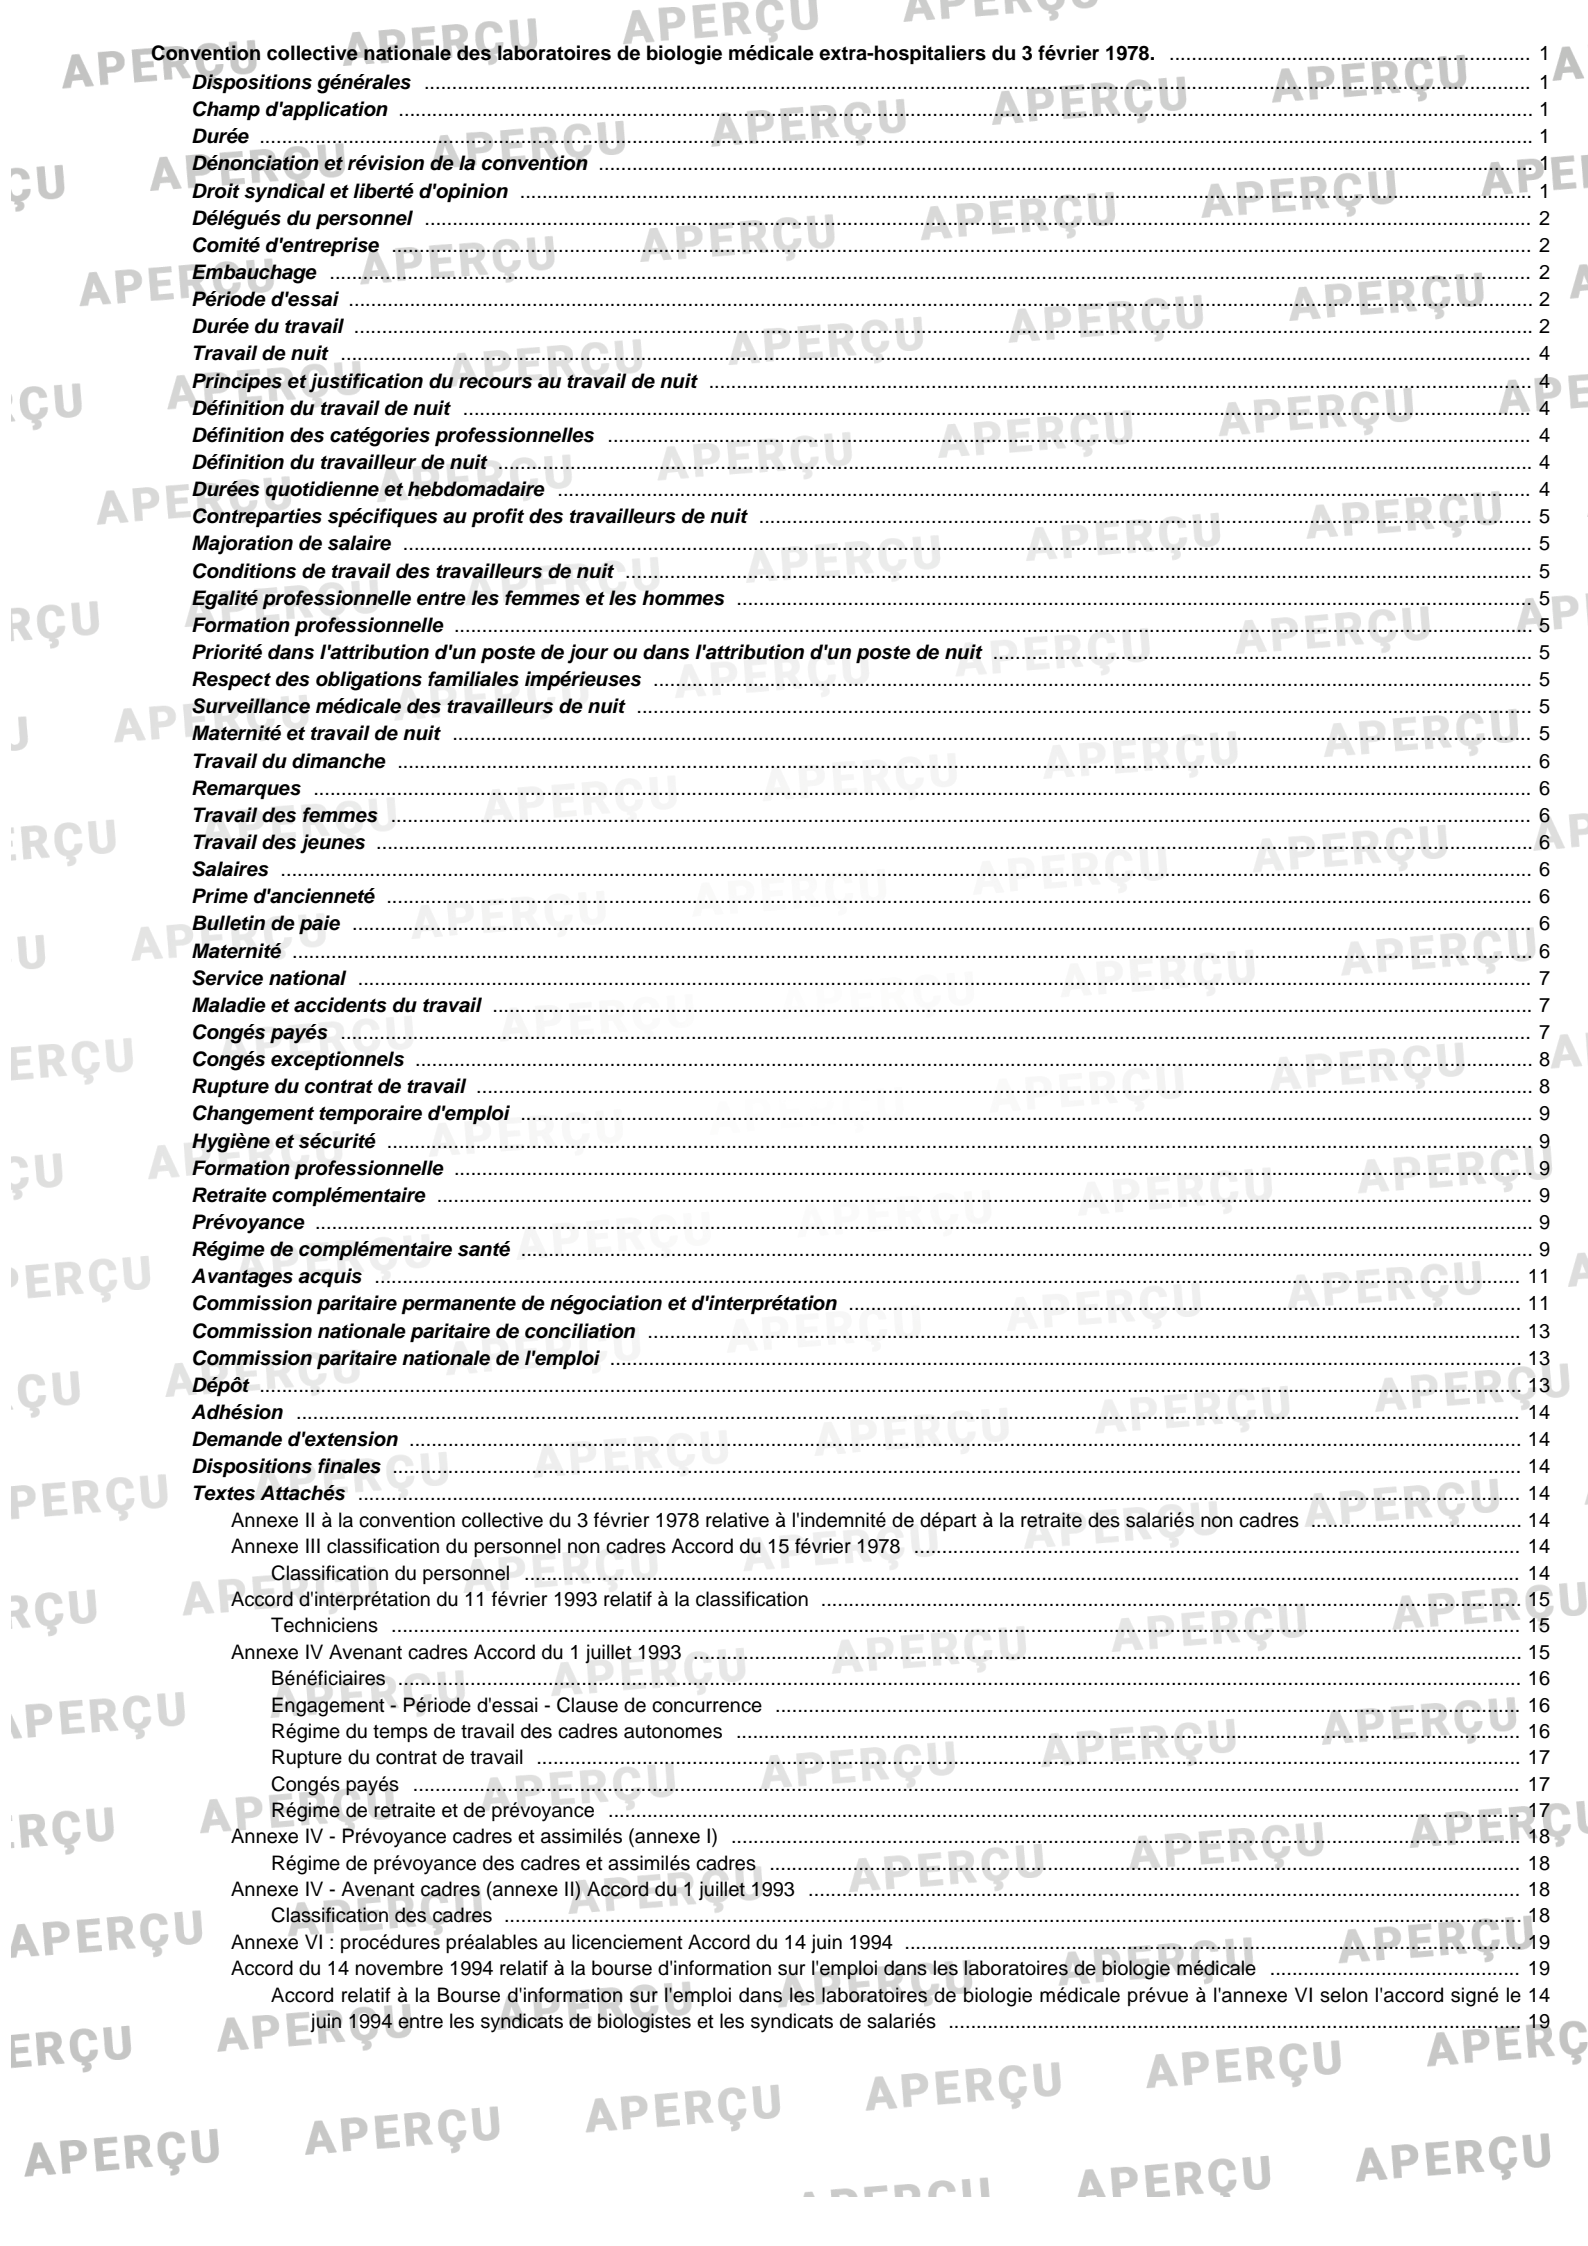 Convention collective nationale des laboratoires de biologie médicale extra-hospitaliers du 3 février 1978. 1
Dispositions générales 1
Champ d'application 1
Durée 1
Dénonciation et révision de la convention 1
Droit syndical et liberté d'opinion 1
Délégués du personnel 2
Comité d'entreprise 2
Embauchage 2
Période d'essai 2
Durée du travail 2
Travail de nuit 4
Principes et justification du recours au travail de nuit 4
Définition du travail de nuit 4
Définition des catégories professionnelles 4
Définition du travailleur de nuit 4
Durées quotidienne et hebdomadaire 4
Contreparties spécifiques au profit des travailleurs de nuit 5
Majoration de salaire 5
Conditions de travail des travailleurs de nuit 5
Egalité professionnelle entre les femmes et les hommes 5
Formation professionnelle 5
Priorité dans l'attribution d'un poste de jour ou dans l'attribution d'un poste de nuit 5
Respect des obligations familiales impérieuses 5
Surveillance médicale des travailleurs de nuit 5
Maternité et travail de nuit 5
Travail du dimanche 6
Remarques 6
Travail des femmes 6
Travail des jeunes 6
Salaires 6
Prime d'ancienneté 6
Bulletin de paie 6
Maternité 6
Service national 7
Maladie et accidents du travail 7
Congés payés 7
Congés exceptionnels 8
Rupture du contrat de travail 8
Changement temporaire d'emploi 9
Hygiène et sécurité 9
Formation professionnelle 9
Retraite complémentaire 9
Prévoyance 9
Régime de complémentaire santé 9
Avantages acquis 11
Commission paritaire permanente de négociation et d'interprétation 11
Commission nationale paritaire de conciliation 13
Commission paritaire nationale de l'emploi 13
Dépôt 13
Adhésion 14
Demande d'extension 14
Dispositions finales 14
Textes Attachés 14
Annexe II à la convention collective du 3 février 1978 relative à l'indemnité de départ à la retraite des salariés non cadres 14
Annexe III classification du personnel non cadres Accord du 15 février 1978 14
Classification du personnel 14
Accord d'interprétation du 11 février 1993 relatif à la classification 15
Techniciens 15
Annexe IV Avenant cadres Accord du 1 juillet 1993 15
Bénéficiaires 16
Engagement - Période d'essai - Clause de concurrence 16
Régime du temps de travail des cadres autonomes 16
Rupture du contrat de travail 17
Congés payés 17
Régime de retraite et de prévoyance 17
Annexe IV - Prévoyance cadres et assimilés (annexe I) 18
Régime de prévoyance des cadres et assimilés cadres 18
Annexe IV - Avenant cadres (annexe II) Accord du 1 juillet 1993 18
Classification des cadres 18
Annexe VI : procédures préalables au licenciement Accord du 14 juin 1994 19
Accord du 14 novembre 1994 relatif à la bourse d'information sur l'emploi dans les laboratoires de biologie médicale 19
Accord relatif à la Bourse d'information sur l'emploi dans les laboratoires de biologie médicale prévue à l'annexe VI selon l'accord signé le 14
juin 1994 entre les syndicats de biologistes et les syndicats de salariés 19
APERÇU